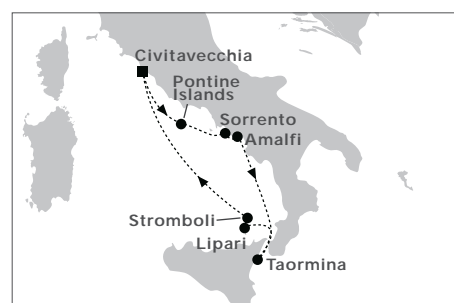 Civitavecchia
Pontine
Islands
Sorrento
Amalfi
Stromboli
Lipari
Taormina